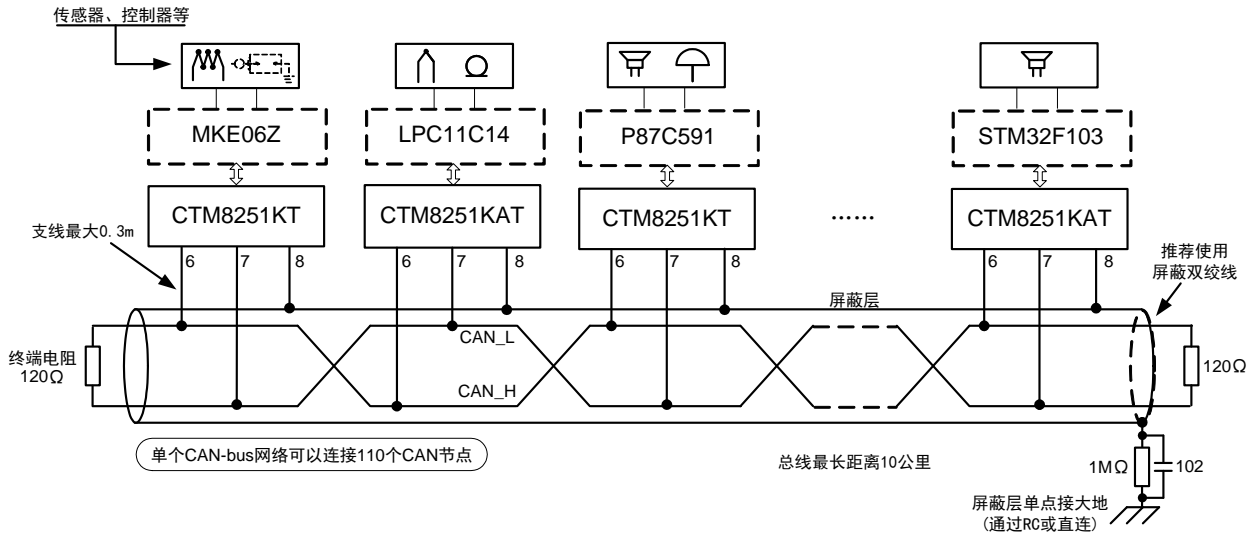 传感器、控制器等
MKE06Z
LPC11C14
P87C591
STM32F103
CTM8251KT
CTM8251KAT
CTM8251KT
……
CTM8251KAT
支线最大0.3m
6 7 8
6 7 8
6 7 8
6 7 8
推荐使用
屏蔽双绞线
屏蔽层
CAN_L
终端电阻
120Ω
120Ω
CAN_H
单个CAN-bus网络可以连接110个CAN节点
总线最长距离10公里
1MΩ
102
屏蔽层单点接大地
(通过RC或直连)